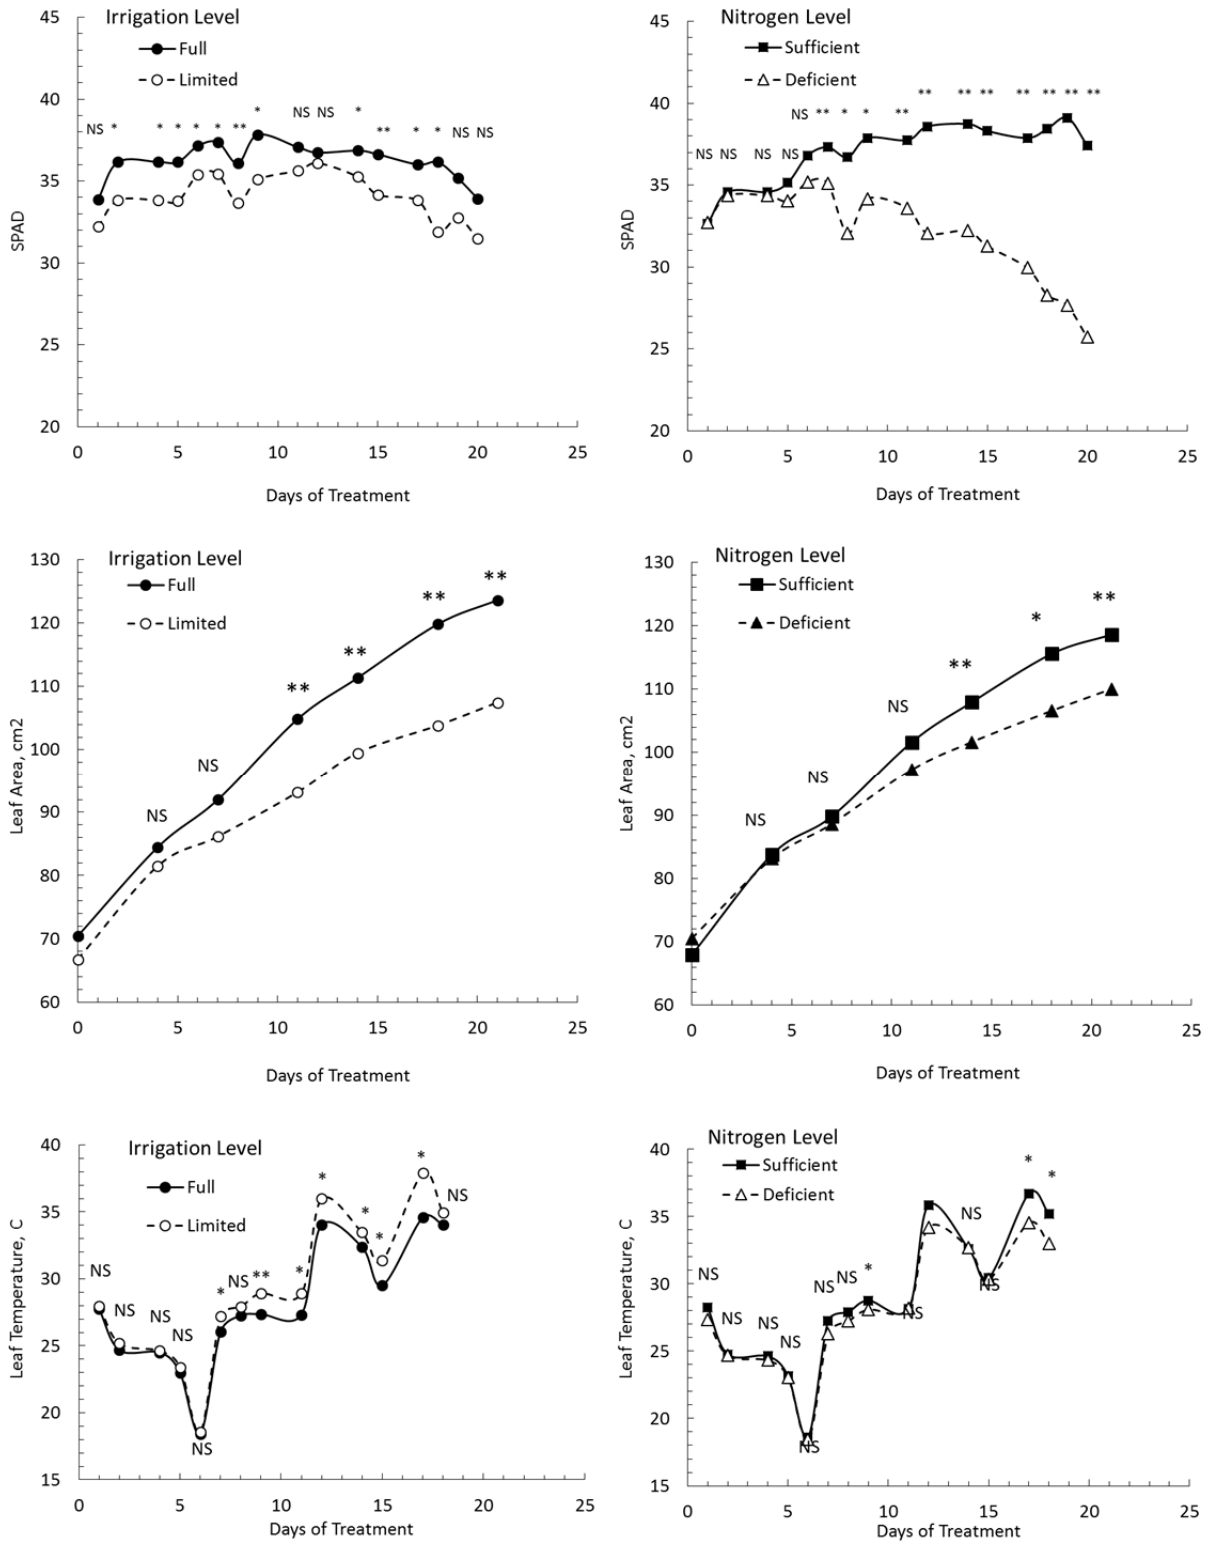 Irrigation Level
Full
Limited
45
40
35
30
25
20
SPAD
NS * * * * * ** * NS NS * ** * * NS NS
0 5 10 15 20 25
Days of Treatment
Nitrogen Level
Sufficient
Deficient
45
40
35
30
25
20
SPAD
NS NS NS NS NS ** * * ** ** ** ** ** ** ** **
0 5 10 15 20 25
Days of Treatment
Irrigation Level
Full
Limited
130
120
110
100
90
80
70
60
Leaf Area, cm2
NS NS ** ** ** **
0 5 10 15 20 25
Days of Treatment
Nitrogen Level
Sufficient
Deficient
130
120
110
100
90
80
70
60
Leaf Area, cm2
NS NS NS ** * **
0 5 10 15 20 25
Days of Treatment
Irrigation Level
Full
Limited
40
35
30
25
20
15
Leaf Temperature, C
NS NS NS NS NS * NS ** * * * * * NS
0 5 10 15 20 25
Days of Treatment
Nitrogen Level
Sufficient
Deficient
40
35
30
25
20
15
Leaf Temperature, C
NS NS NS NS NS NS NS * NS NS NS * *
0 5 10 15 20 25
Days of Treatment